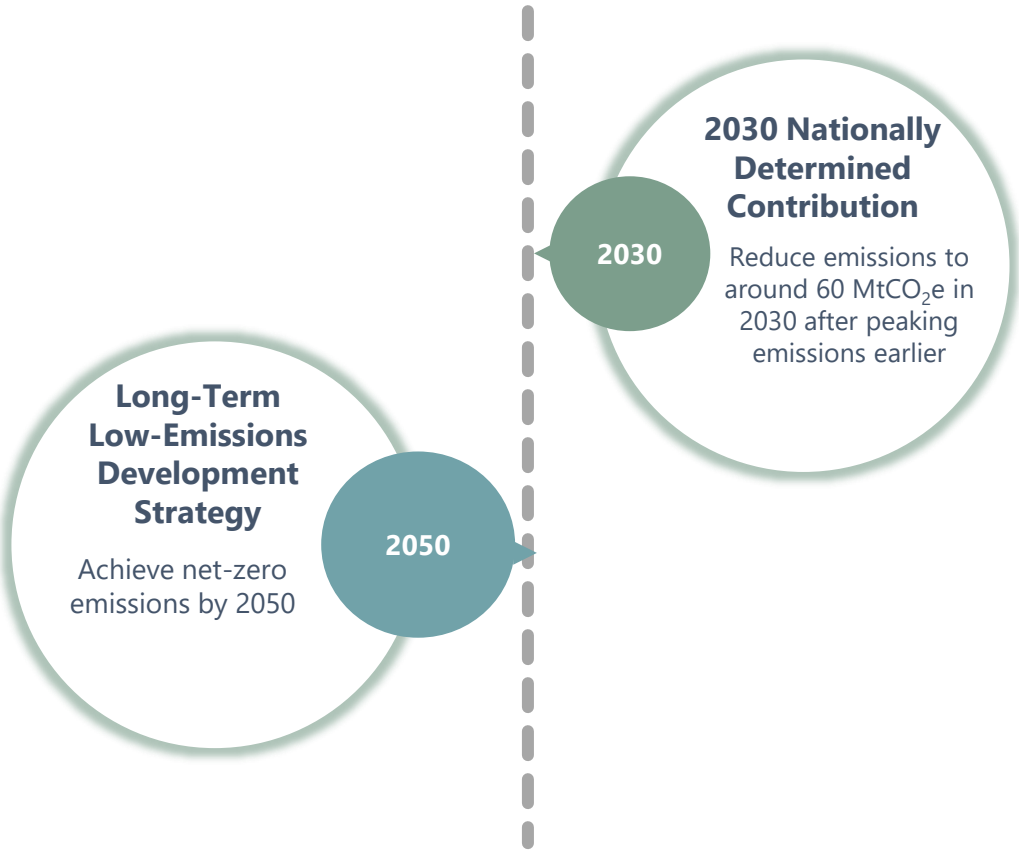 2030 Nationally
Determined
Contribution
2030
Reduce emissions to
around 60 MtCO₂e in
2030 after peaking
emissions earlier
Long-Term
Low-Emissions
Development
Strategy
2050
Achieve net-zero
emissions by 2050